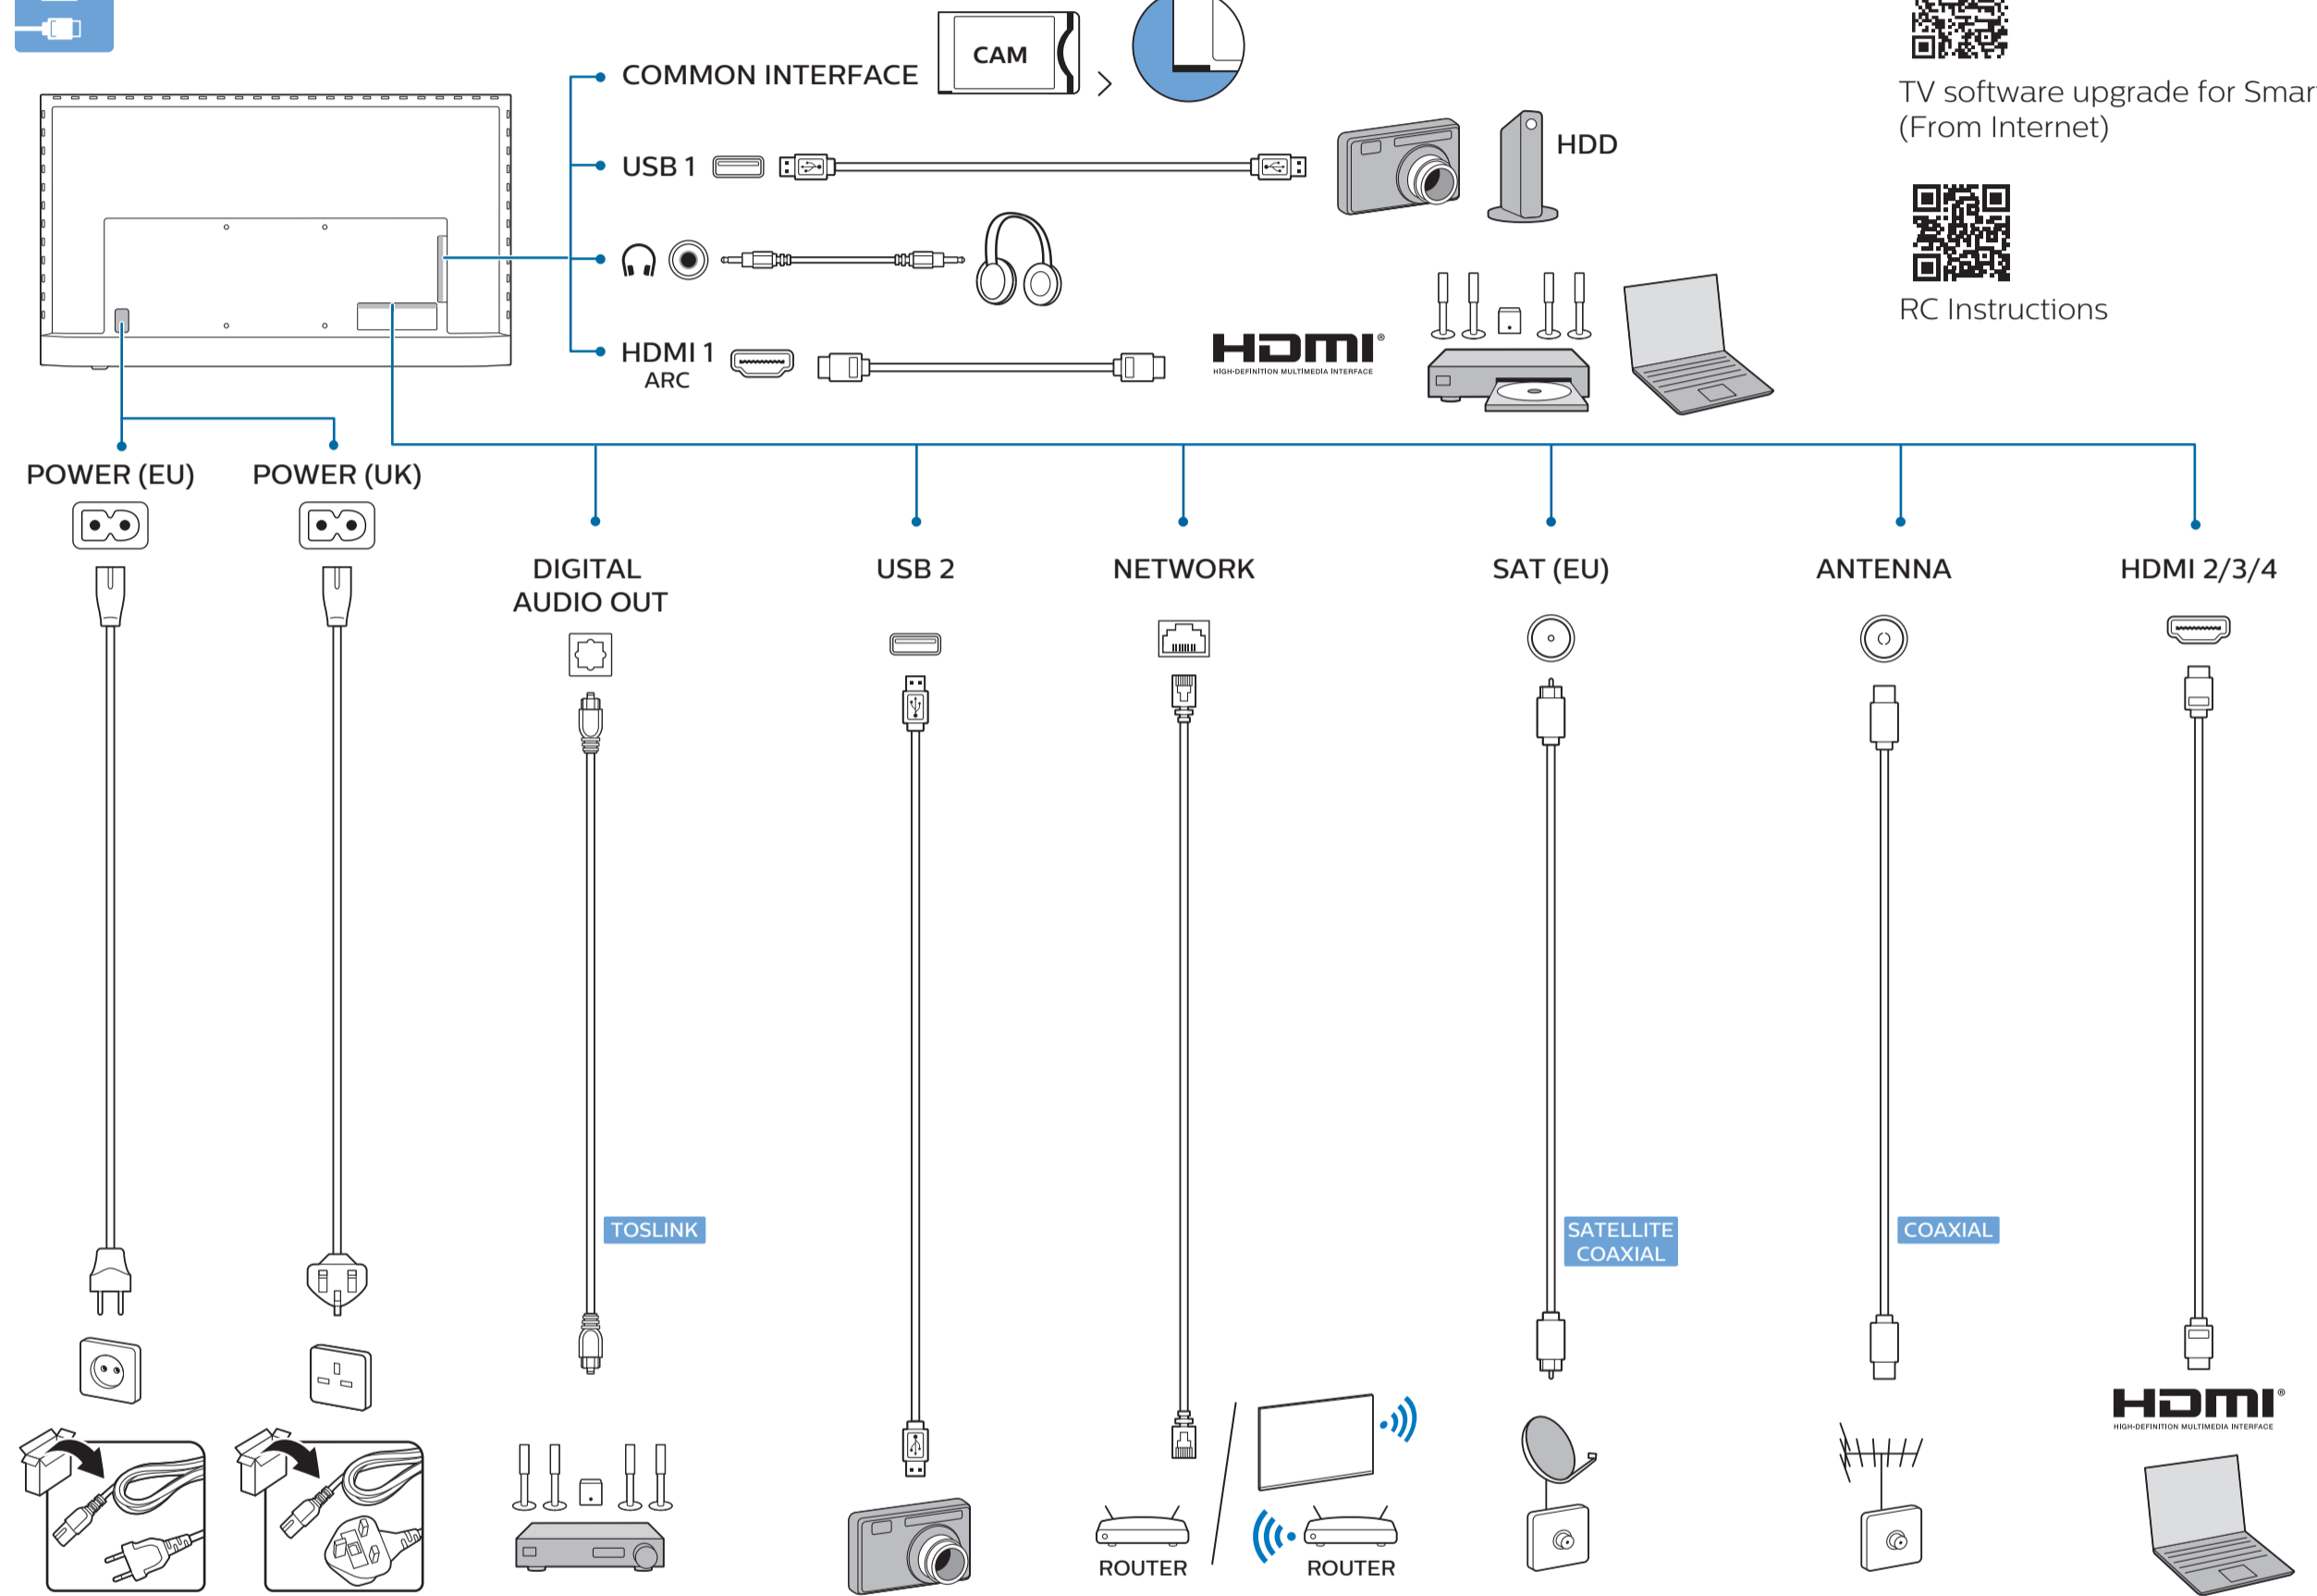 COMMON INTERFACE
CAM
TV software upgrade for Smar
(From Internet)
USB 1
HDD
RC Instructions
HDMI 1
ARC
HDMI®
HIGH-DEFINITION MULTIMEDIA INTERFACE
POWER (EU)
POWER (UK)
DIGITAL
AUDIO OUT
USB 2
NETWORK
SAT (EU)
ANTENNA
HDMI 2/3/4
TOSLINK
SATELLITE
COAXIAL
COAXIAL
HDMI®
HIGH-DEFINITION MULTIMEDIA INTERFACE
ROUTER
ROUTER